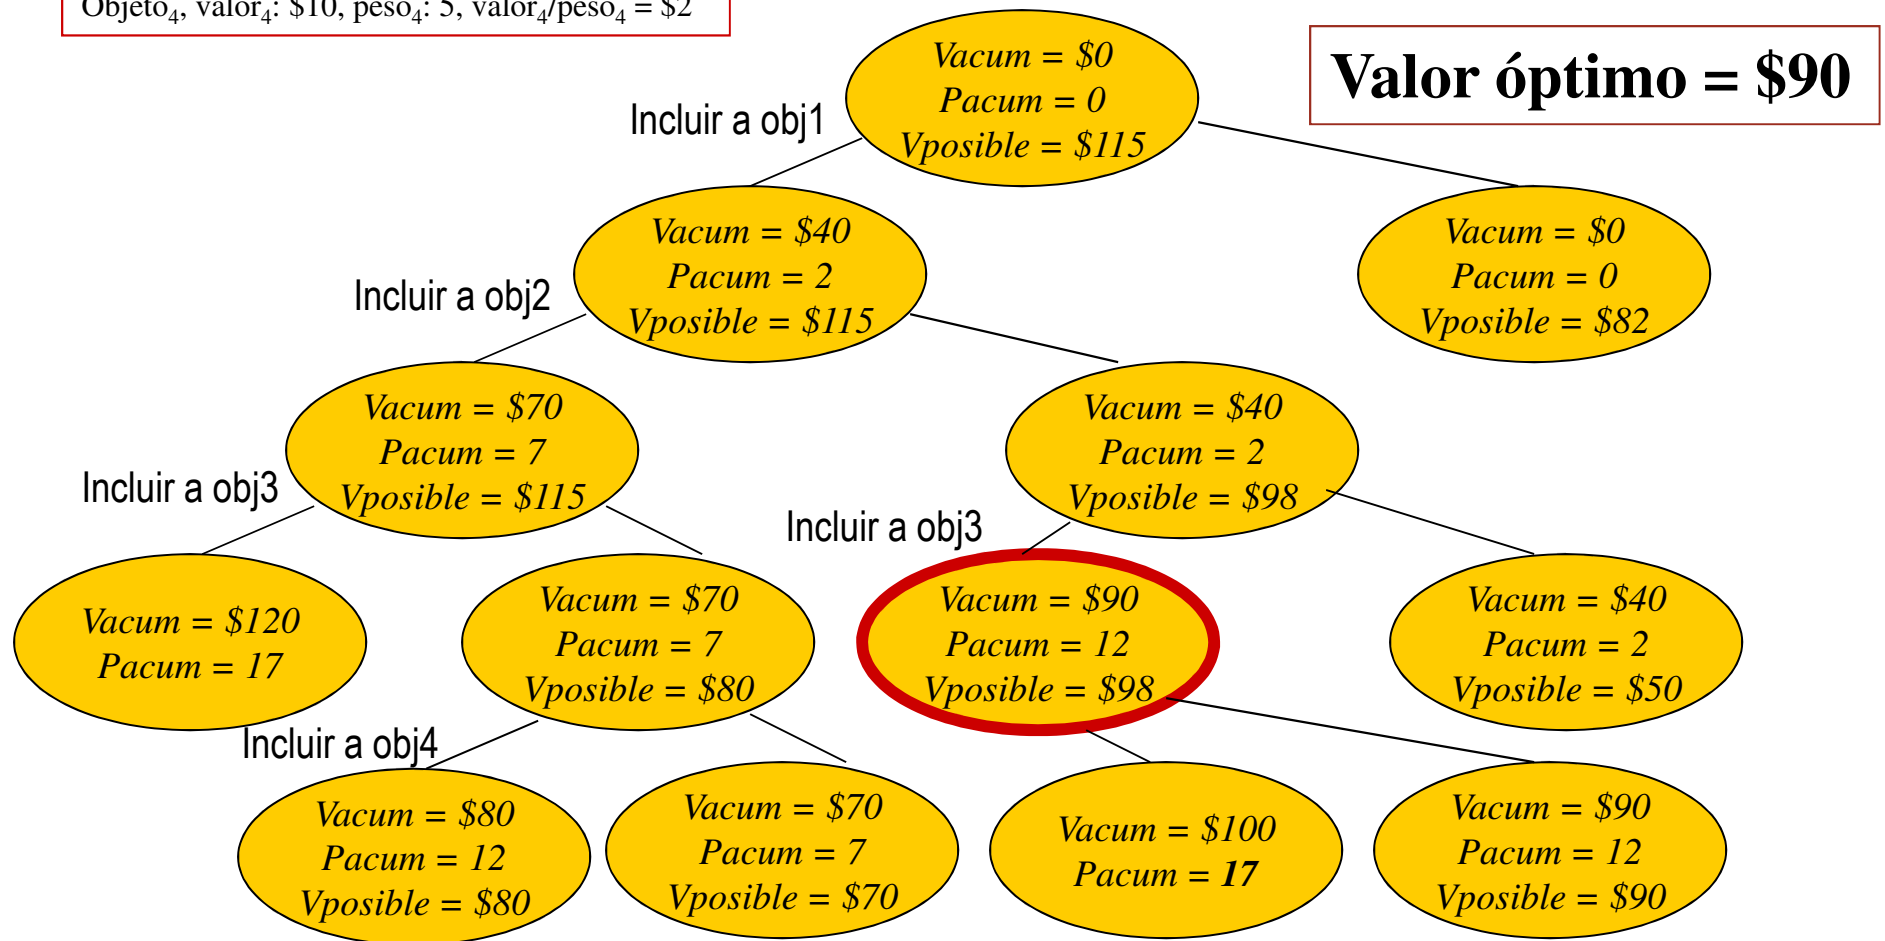 Objeto₄, valor₄: $10, peso₄: 5, valor₄/peso₄ = $2
Valor óptimo = $90
Vacum = $0
Pacum = 0
Vposible = $115
Incluir a obj1
Vacum = $40
Pacum = 2
Vposible = $115
Vacum = $0
Pacum = 0
Vposible = $82
Incluir a obj2
Vacum = $70
Pacum = 7
Vposible = $115
Vacum = $40
Pacum = 2
Vposible = $98
Incluir a obj3
Incluir a obj3
Vacum = $120
Pacum = 17
Vacum = $70
Pacum = 7
Vposible = $80
Vacum = $90
Pacum = 12
Vposible = $98
Vacum = $40
Pacum = 2
Vposible = $50
Incluir a obj4
Vacum = $80
Pacum = 12
Vposible = $80
Vacum = $70
Pacum = 7
Vposible = $70
Vacum = $100
Pacum = 17
Vacum = $90
Pacum = 12
Vposible = $90